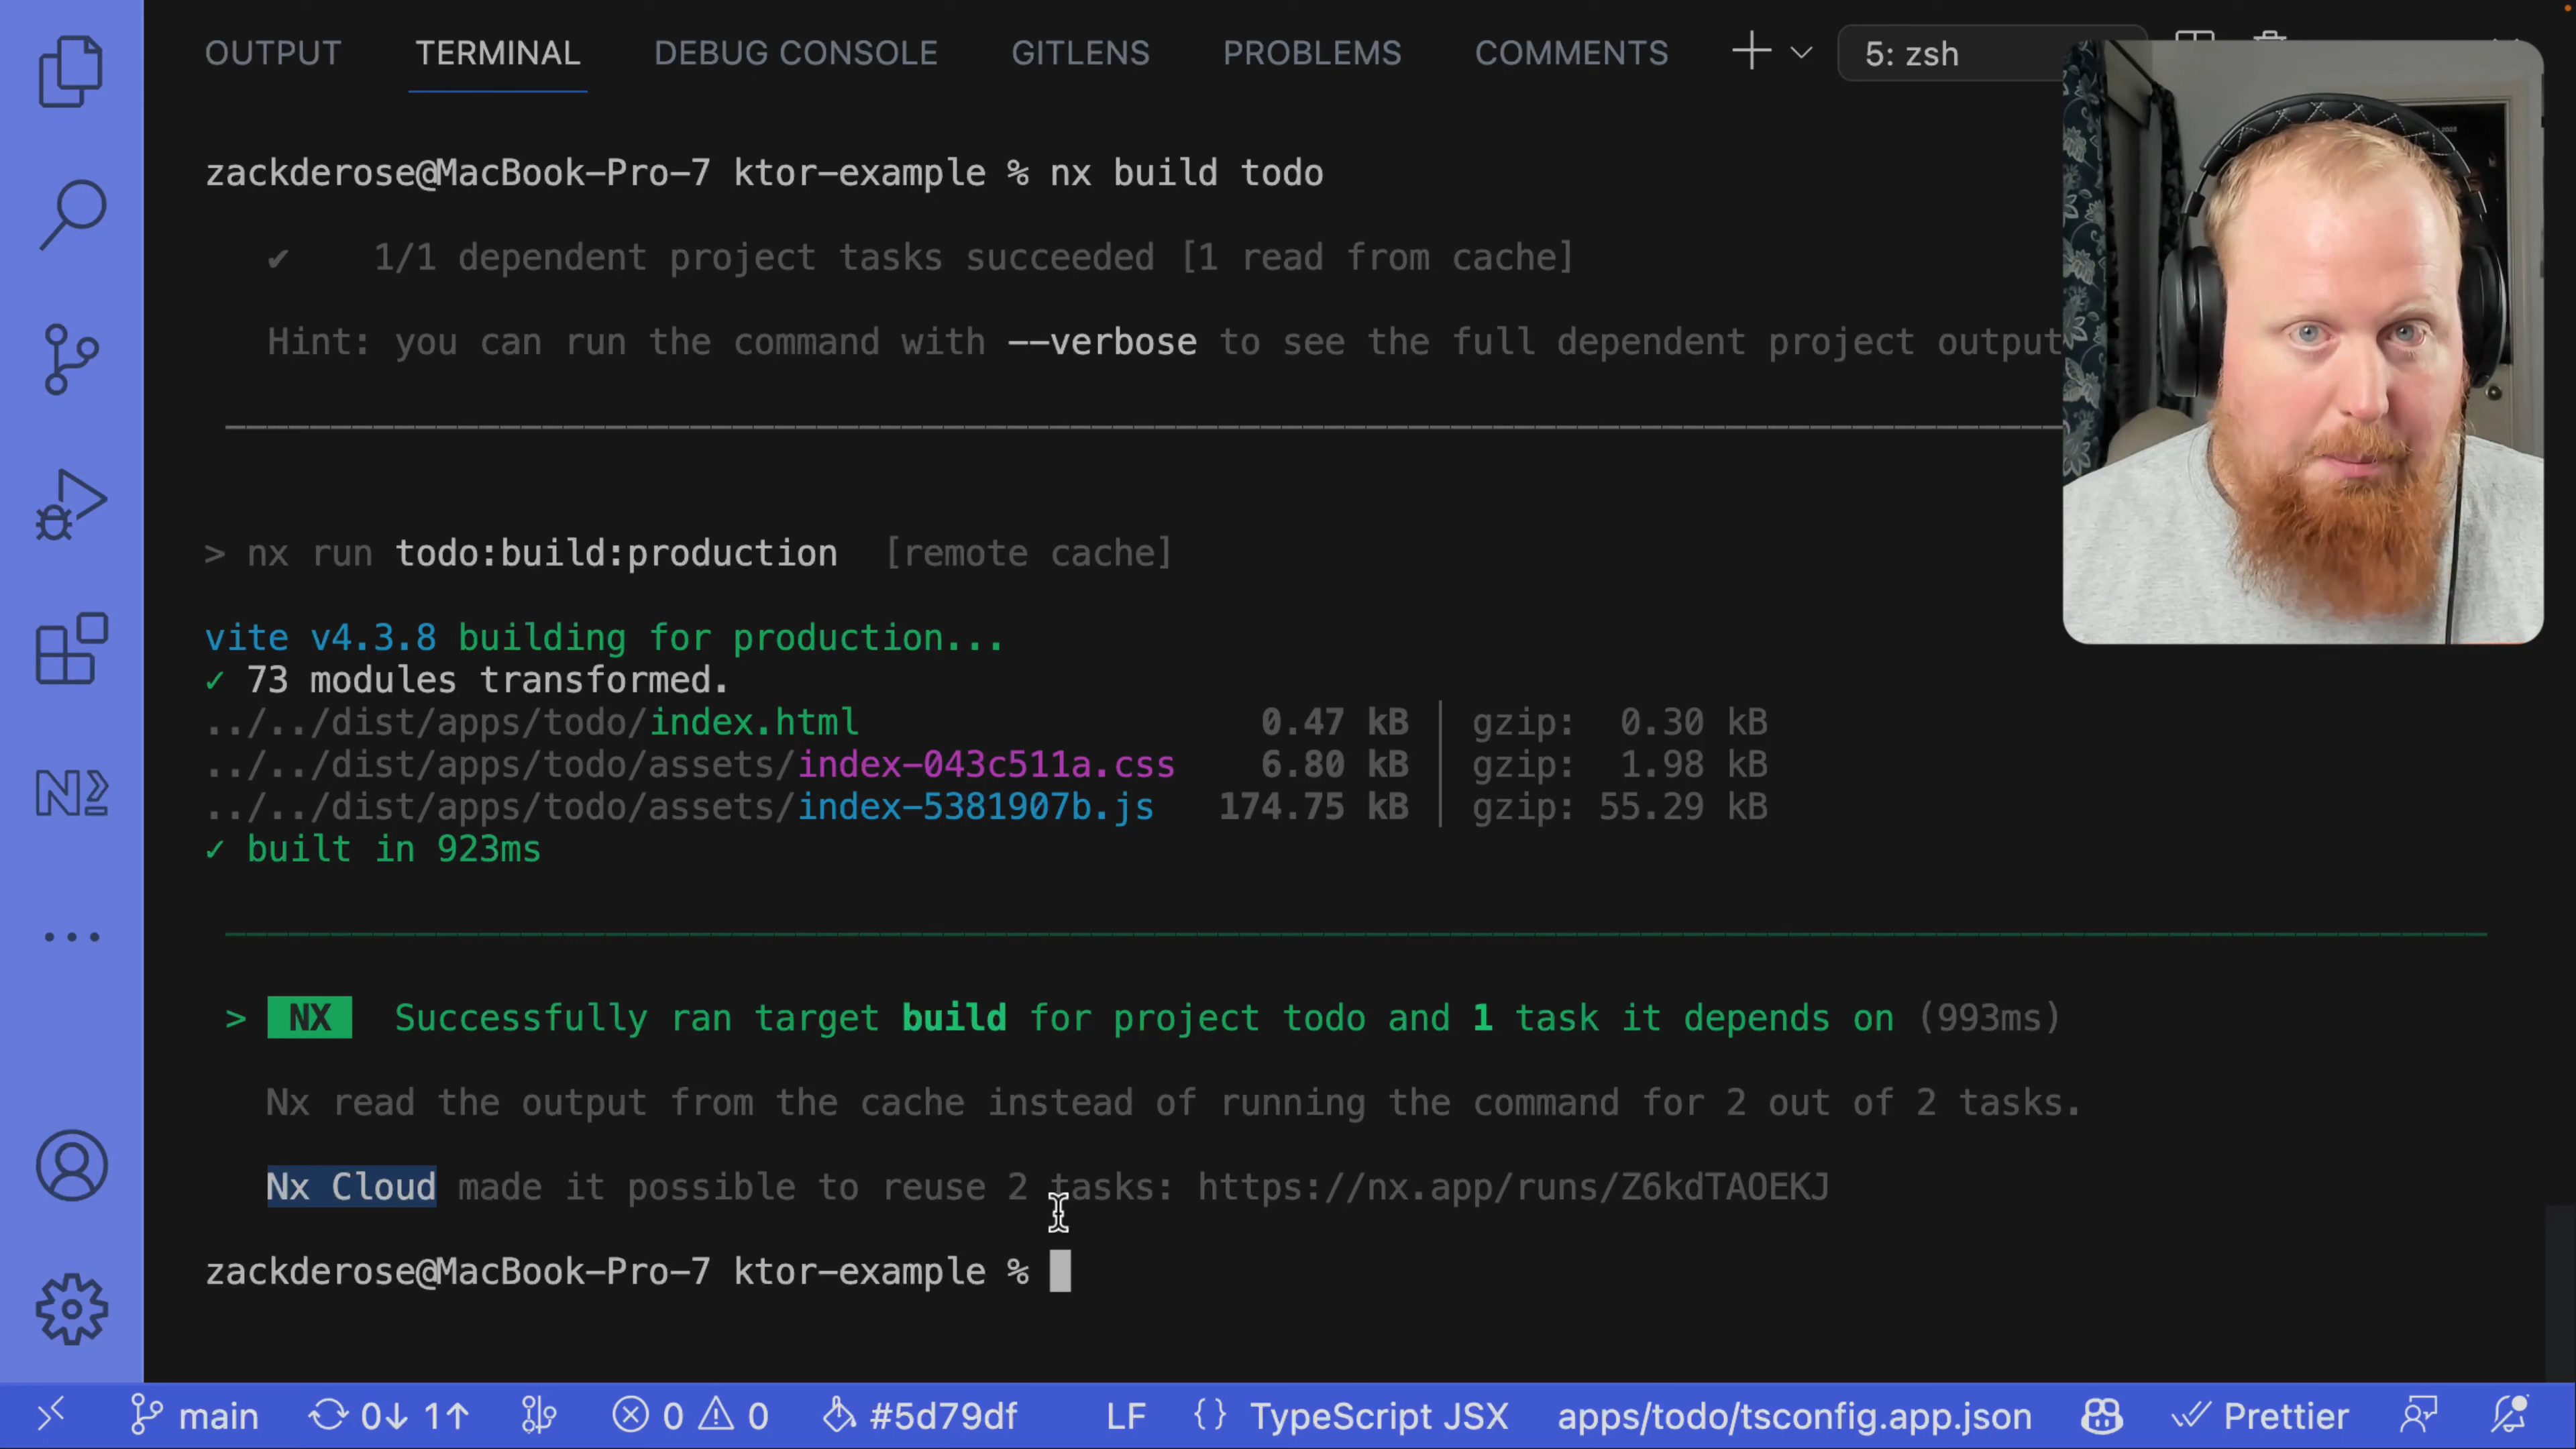 OUTPUT TERMINAL DEBUG CONSOLE GITLENS PROBLEMS COMMENTS 5: zsh
zackderose@MacBook-Pro-7 ktor-example % nx build todo
✔ 1/1 dependent project tasks succeeded [1 read from cache]
Hint: you can run the command with --verbose to see the full dependent project output
> nx run todo:build:production [remote cache]
vite v4.3.8 building for production...
✓ 73 modules transformed.
../../dist/apps/todo/index.html 0.47 kB │ gzip: 0.30 kB
../../dist/apps/todo/assets/index-043c511a.css 6.80 kB │ gzip: 1.98 kB
../../dist/apps/todo/assets/index-5381907b.js 174.75 kB │ gzip: 55.29 kB
✓ built in 923ms
> NX Successfully ran target build for project todo and 1 task it depends on (993ms)
Nx read the output from the cache instead of running the command for 2 out of 2 tasks.
Nx Cloud made it possible to reuse 2 tasks: https://nx.app/runs/Z6kdTAOEKJ
zackderose@MacBook-Pro-7 ktor-example %
main 0↓ 1↑ 0 0 #5d79df LF {} TypeScript JSX apps/todo/tsconfig.app.json Prettier